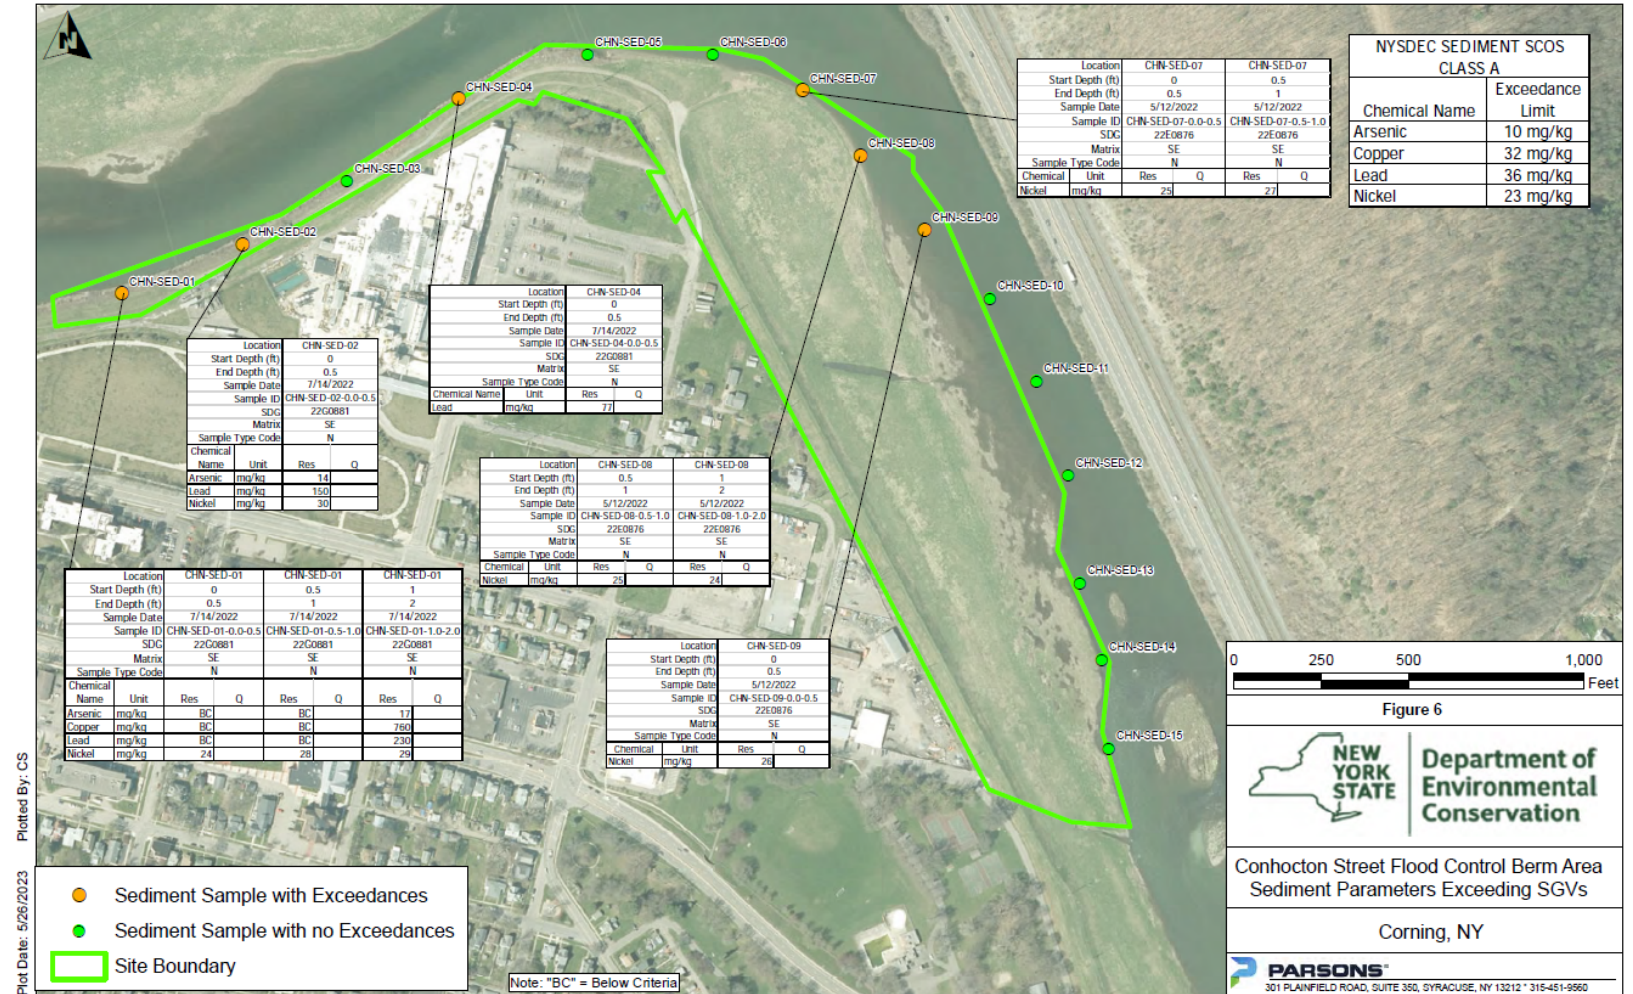 N
CHN-SED-05
CHN-SED-06
CHN-SED-07
CHN-SED-04
CHN-SED-08
CHN-SED-03
CHN-SED-09
CHN-SED-02
CHN-SED-01
CHN-SED-10
CHN-SED-11
CHN-SED-12
CHN-SED-13
CHN-SED-14
CHN-SED-15
Location CHN-SED-07 CHN-SED-07
Start Depth (ft) 0 0.5
End Depth (ft) 0.5 1
Sample Date 5/12/2022 5/12/2022
Sample ID CHN-SED-07-0.0-0.5 CHN-SED-07-0.5-1.0
SDG 22E0876 22E0876
Matrix SE SE
Sample Type Code N N
Chemical Unit Res Q Res Q
Nickel mg/kg 25 27
NYSDEC SEDIMENT SCOS
CLASS A
Exceedance
Chemical Name Limit
Arsenic 10 mg/kg
Copper 32 mg/kg
Lead 36 mg/kg
Nickel 23 mg/kg
Location CHN-SED-04
Start Depth (ft) 0
End Depth (ft) 0.5
Sample Date 7/14/2022
Sample ID CHN-SED-04-0.0-0.5
SDG 22G0881
Matrix SE
Sample Type Code N
Chemical Name Unit Res Q
Lead mg/kg 77
Location CHN-SED-02
Start Depth (ft) 0
End Depth (ft) 0.5
Sample Date 7/14/2022
Sample ID CHN-SED-02-0.0-0.5
SDG 22G0881
Matrix SE
Sample Type Code N
Chemical
Name Unit Res Q
Arsenic mg/kg 14
Lead mg/kg 150
Nickel mg/kg 30
Location CHN-SED-08 CHN-SED-08
Start Depth (ft) 0.5 1
End Depth (ft) 1 2
Sample Date 5/12/2022 5/12/2022
Sample ID CHN-SED-08-0.5-1.0 CHN-SED-08-1.0-2.0
SDG 22E0876 22E0876
Matrix SE SE
Sample Type Code N N
Chemical Unit Res Q Res Q
Nickel mg/kg 25 24
Location CHN-SED-01 CHN-SED-01 CHN-SED-01
Start Depth (ft) 0 0.5 1
End Depth (ft) 0.5 1 2
Sample Date 7/14/2022 7/14/2022 7/14/2022
Sample ID CHN-SED-01-0.0-0.5 CHN-SED-01-0.5-1.0 CHN-SED-01-1.0-2.0
SDG 22G0881 22G0881 22G0881
Matrix SE SE SE
Sample Type Code N N N
Chemical
Name Unit Res Q Res Q Res Q
Arsenic mg/kg BC BC 17
Copper mg/kg BC BC 760
Lead mg/kg BC BC 230
Nickel mg/kg 24 28 29
Location CHN-SED-09
Start Depth (ft) 0
End Depth (ft) 0.5
Sample Date 5/12/2022
Sample ID CHN-SED-09-0.0-0.5
SDG 22E0876
Matrix SE
Sample Type Code N
Chemical Unit Res Q
Nickel mg/kg 26
0 250 500 1,000
Feet
Figure 6
NEW
YORK
STATE
Department of
Environmental
Conservation
Conhocton Street Flood Control Berm Area
Sediment Parameters Exceeding SGVs
Corning, NY
PARSONS
301 PLAINFIELD ROAD, SUITE 350, SYRACUSE, NY 13212 * 315-451-9560
Sediment Sample with Exceedances
Sediment Sample with no Exceedances
Site Boundary
Note: "BC" = Below Criteria
Plot Date: 5/26/2023 Plotted By: CS